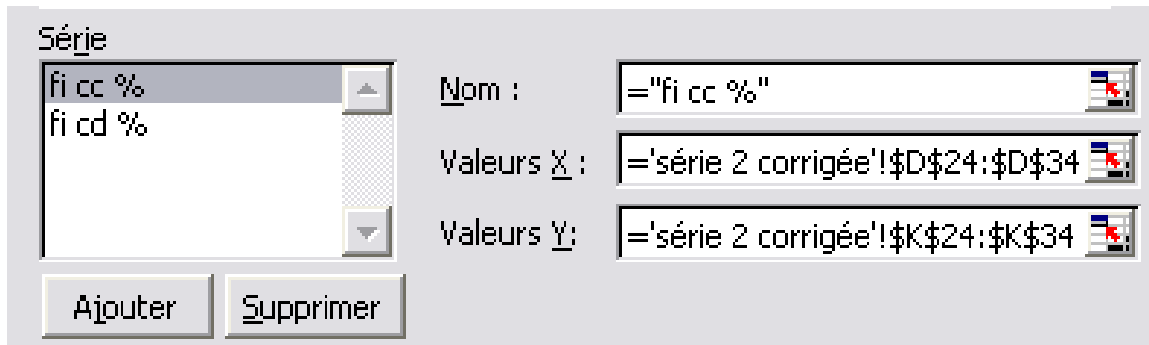 Série
fi cc %
fi cd %
Nom : ="fi cc %"
Valeurs X : ='série 2 corrigée'!$D$24:$D$34
Valeurs Y: ='série 2 corrigée'!$K$24:$K$34
Ajouter Supprimer